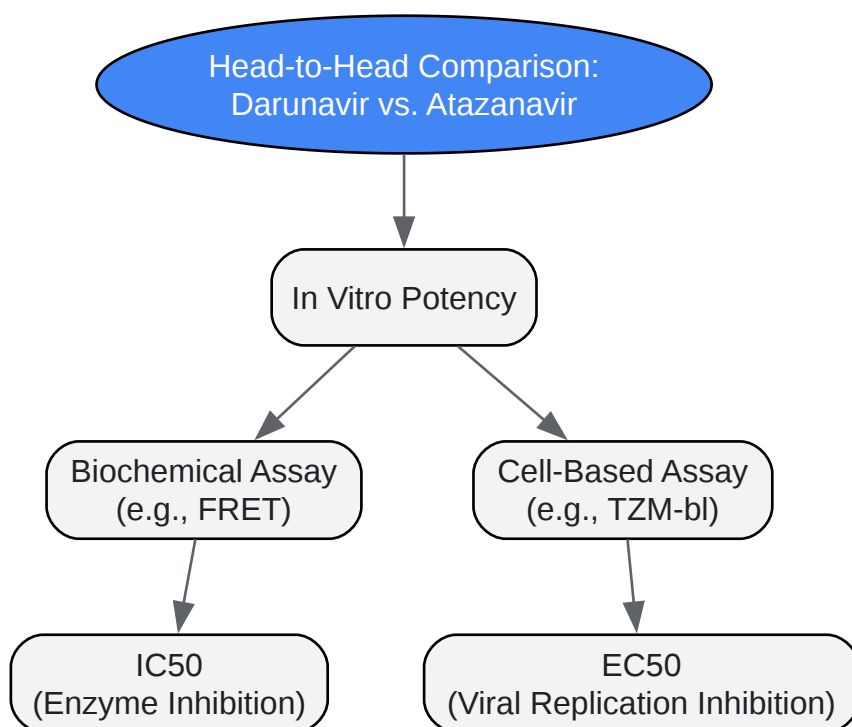 Head-to-Head Comparison:
Darunavir vs. Atazanavir
In Vitro Potency
Biochemical Assay
(e.g., FRET)
Cell-Based Assay
(e.g., TZM-bl)
IC50
(Enzyme Inhibition)
EC50
(Viral Replication Inhibition)